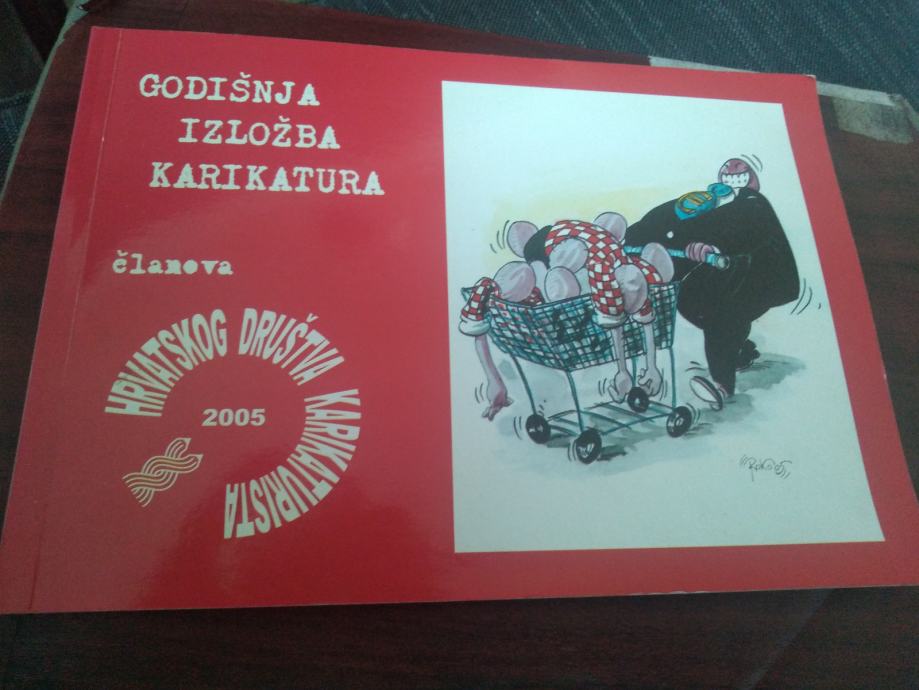 GODIŠNJA
IZLOŽBA
KARIKATURA
članova
HRVATSKOG DRUŠTVA KARIKATURISTA
2005